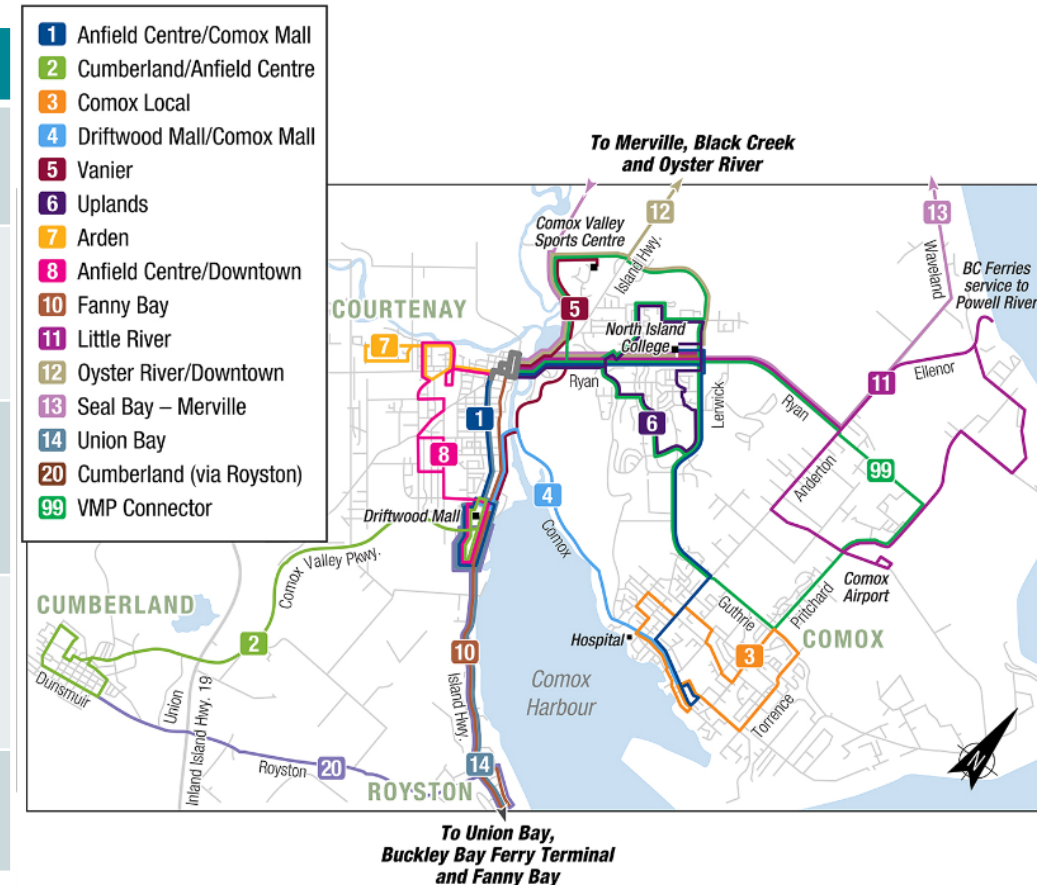 1 Anfield Centre/Comox Mall
2 Cumberland/Anfield Centre
3 Comox Local
4 Driftwood Mall/Comox Mall
5 Vanier
6 Uplands
7 Arden
8 Anfield Centre/Downtown
10 Fanny Bay
11 Little River
12 Oyster River/Downtown
13 Seal Bay – Merville
14 Union Bay
20 Cumberland (via Royston)
99 VMP Connector
To Merville, Black Creek
and Oyster River
12
13
Comox Valley
Sports Centre
Island Hwy.
Waveland
BC Ferries
service to
Powell River
COURTENAY
5
North Island
College
7
Ryan
Ellenor
11
1
Lerwick
Ryan
6
8
Anderton
99
4
Driftwood Mall
Comox
Comox Valley Pkwy.
Comox
Airport
CUMBERLAND
Guthrie
Pritchard
COMOX
2
Hospital
10
3
Dunsmuir
Union
Inland Island Hwy. 19
Island Hwy.
Comox
Harbour
Torrence
N
Royston
20
14
ROYSTON
To Union Bay,
Buckley Bay Ferry Terminal
and Fanny Bay